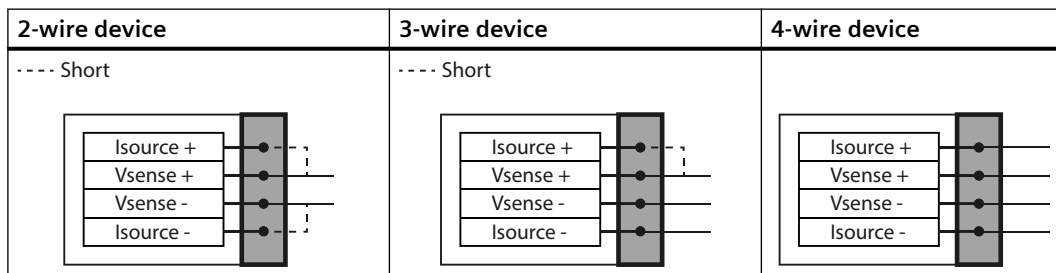 2-wire device 3-wire device 4-wire device
---- Short ---- Short
Isource + Isource + Isource +
Vsense + Vsense + Vsense +
Vsense - Vsense - Vsense -
Isource - Isource - Isource -